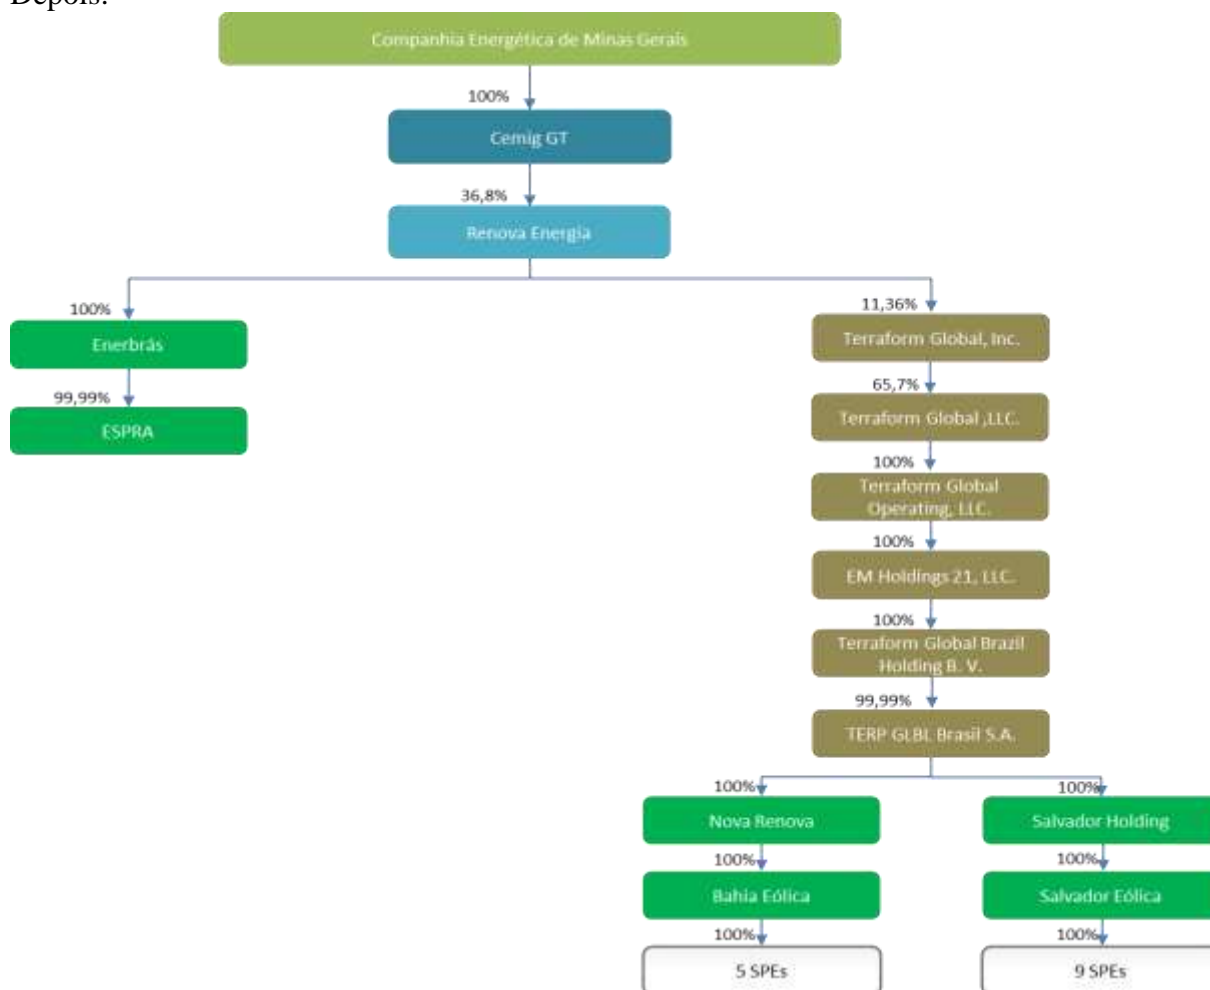 Depois:
Companhia Energética de Minas Gerais
100%
Cemig GT
36,8%
Renova Energia
100%
11,36%
Enerbrás
Terraform Global, Inc.
99,99%
65,7%
ESPRA
Terraform Global ,LLC.
100%
Terraform Global
Operating, LLC.
100%
EM Holdings 21, LLC.
100%
Terraform Global Brazil
Holding B. V.
99,99%
TERP GLBL Brasil S.A.
100%
100%
Nova Renova
Salvador Holding
100%
100%
Bahia Eólica
Salvador Eólica
100%
100%
5 SPEs
9 SPEs